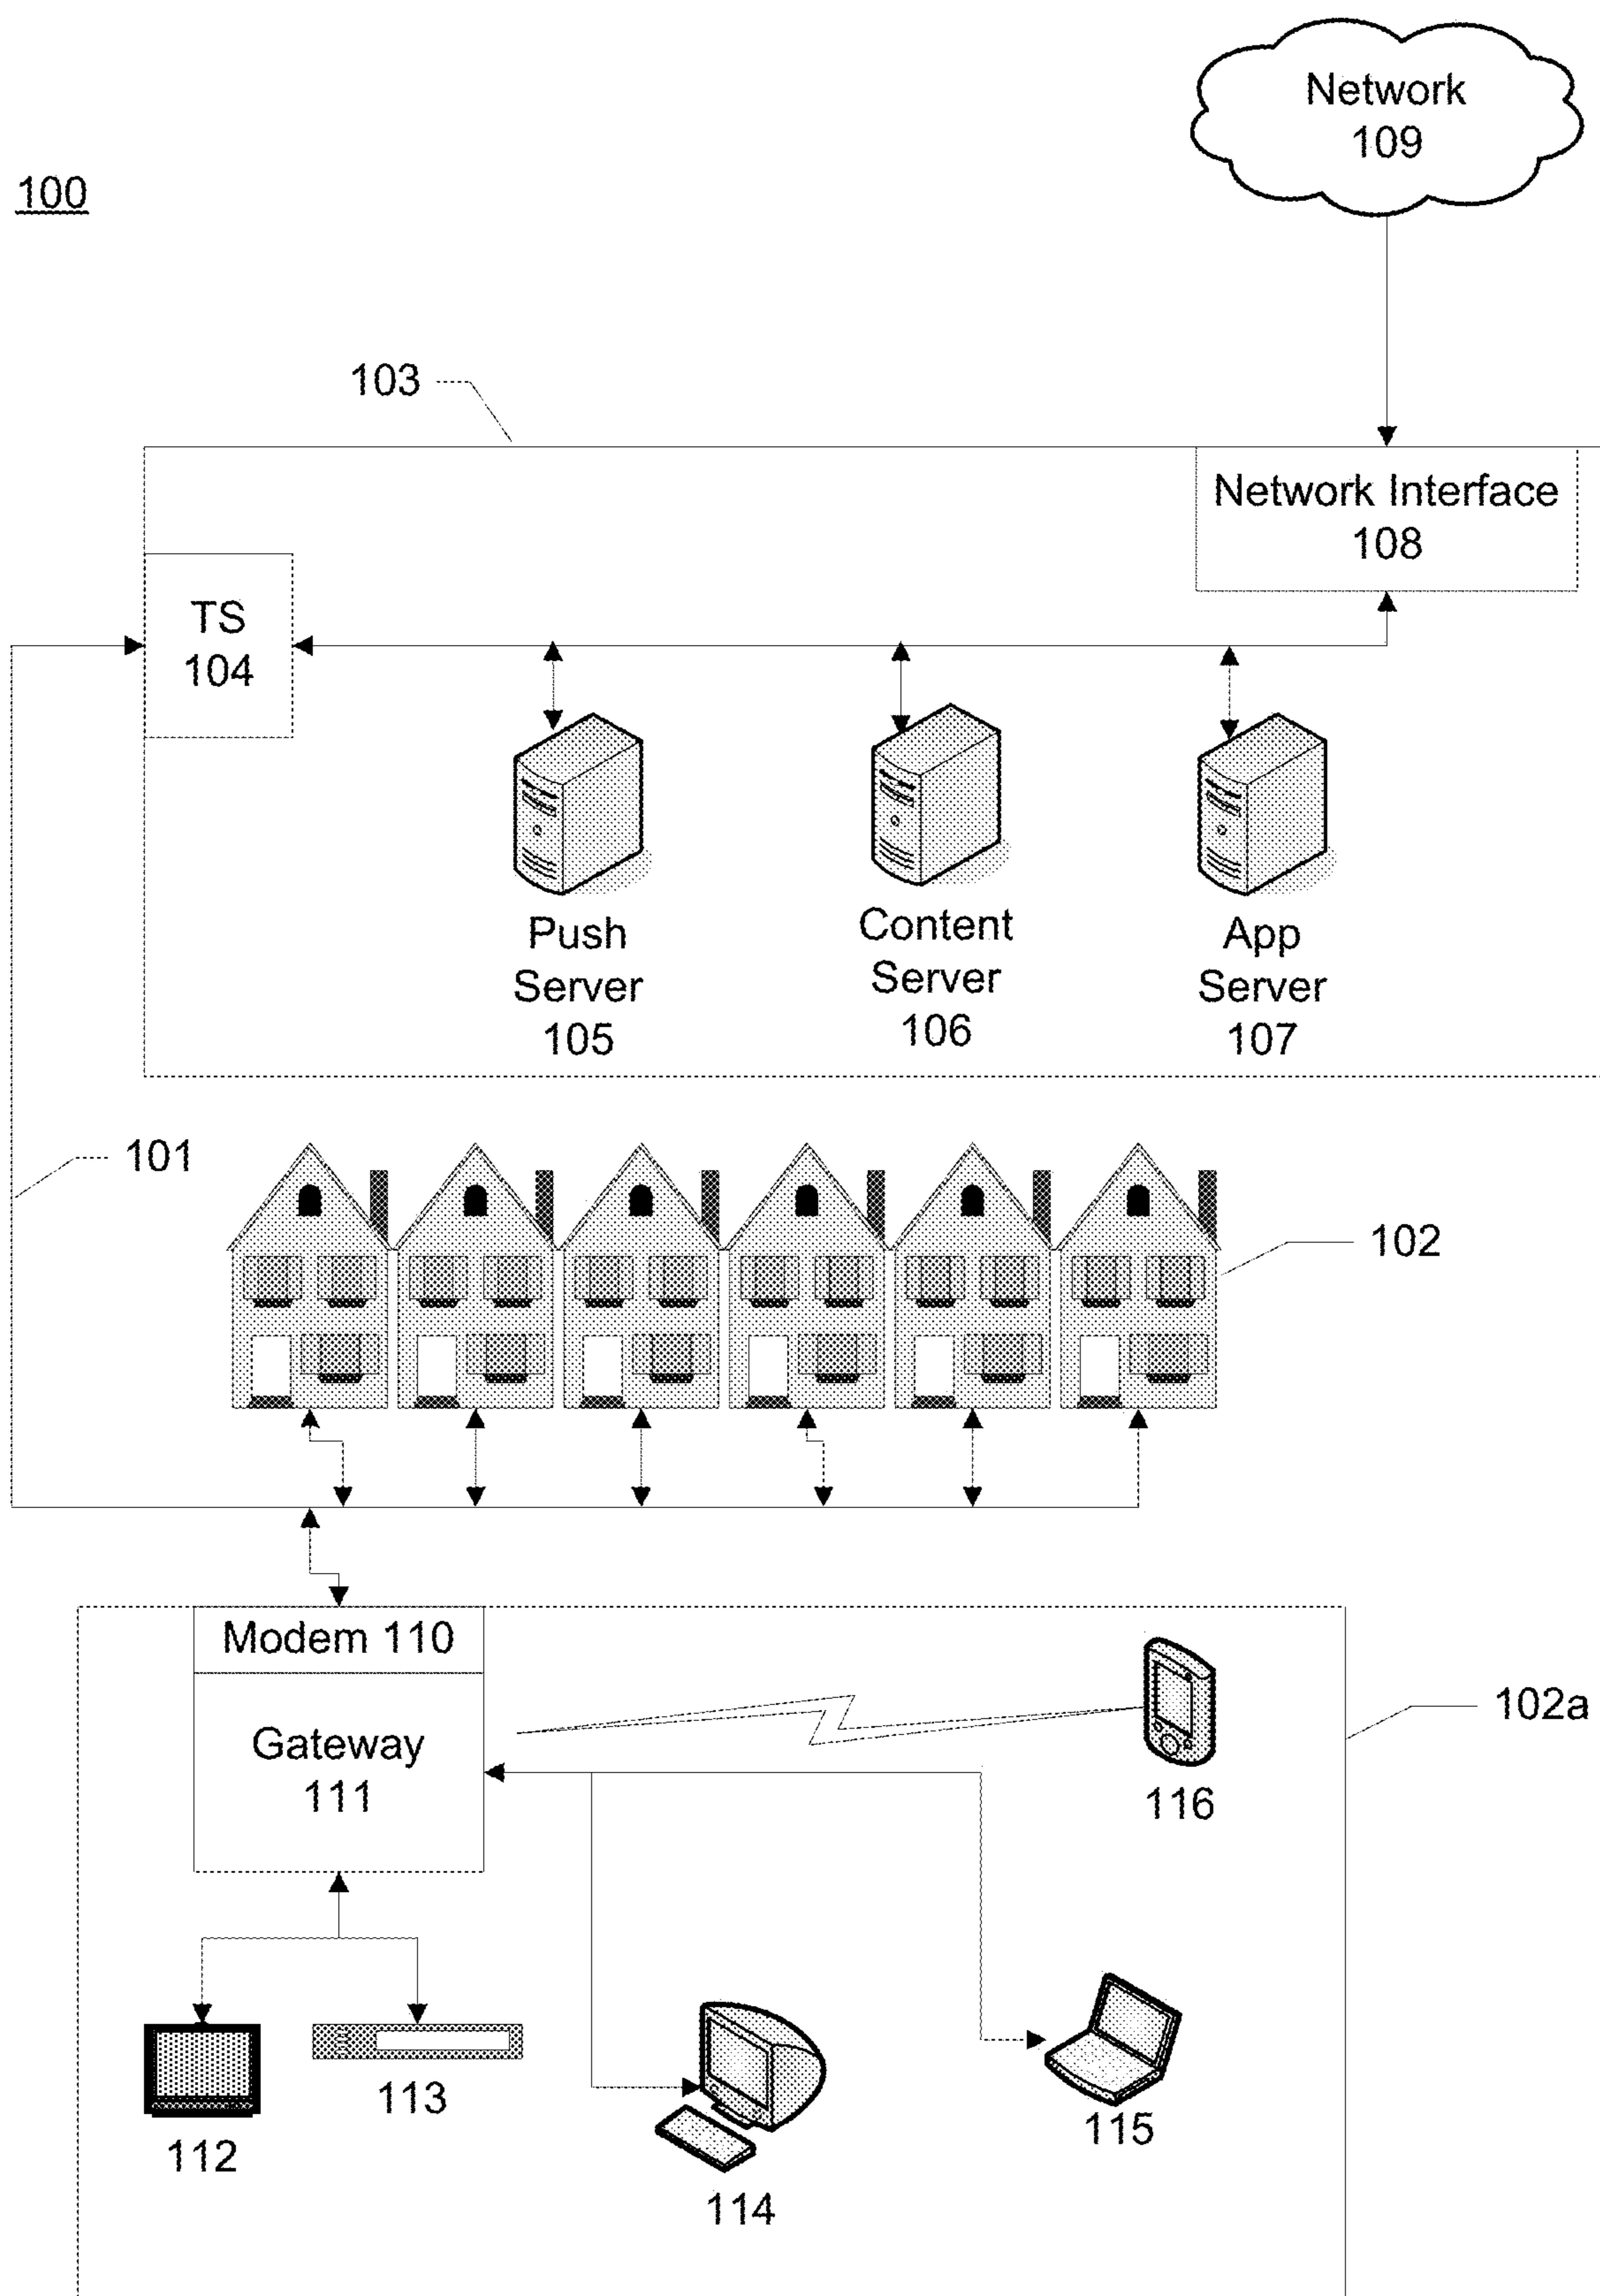 Network
109
100
103
Network Interface
108
TS
104
Push
Server
105
Content
Server
106
App
Server
107
101
102
Modem 110
102a
Gateway
111
116
113
115
112
114